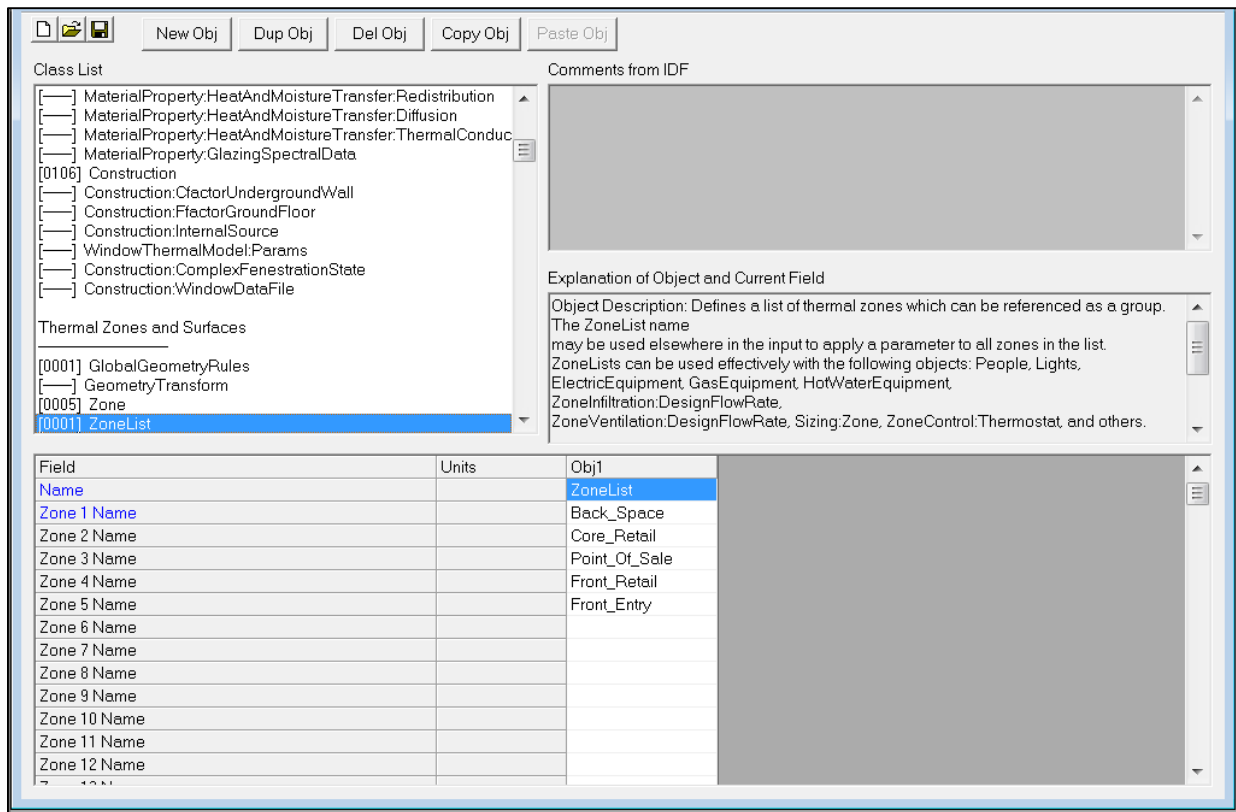 New Obj Dup Obj Del Obj Copy Obj Paste Obj
Class List
[——] MaterialProperty:HeatAndMoistureTransfer:Redistribution
[——] MaterialProperty:HeatAndMoistureTransfer:Diffusion
[——] MaterialProperty:HeatAndMoistureTransfer:ThermalConduc
[——] MaterialProperty:GlazingSpectralData
[0106] Construction
[——] Construction:CfactorUndergroundWall
[——] Construction:FfactorGroundFloor
[——] Construction:InternalSource
[——] WindowThermalModel:Params
[——] Construction:ComplexFenestrationState
[——] Construction:WindowDataFile
Thermal Zones and Surfaces
[0001] GlobalGeometryRules
[——] GeometryTransform
[0005] Zone
[0001] ZoneList
Comments from IDF
Explanation of Object and Current Field
Object Description: Defines a list of thermal zones which can be referenced as a group.
The ZoneList name
may be used elsewhere in the input to apply a parameter to all zones in the list.
ZoneLists can be used effectively with the following objects: People, Lights,
ElectricEquipment, GasEquipment, HotWaterEquipment,
ZoneInfiltration:DesignFlowRate,
ZoneVentilation:DesignFlowRate, Sizing:Zone, ZoneControl:Thermostat, and others.
Field Units Obj1
Name ZoneList
Zone 1 Name Back_Space
Zone 2 Name Core_Retail
Zone 3 Name Point_Of_Sale
Zone 4 Name Front_Retail
Zone 5 Name Front_Entry
Zone 6 Name
Zone 7 Name
Zone 8 Name
Zone 9 Name
Zone 10 Name
Zone 11 Name
Zone 12 Name